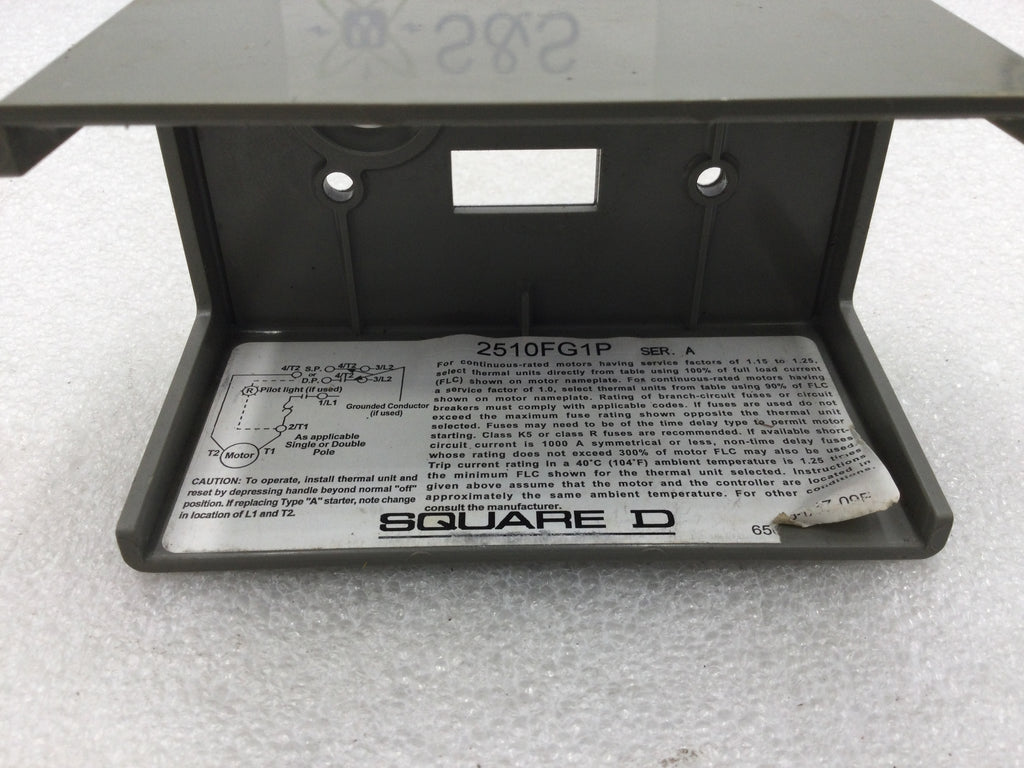 S&S
2510FG1P SER. A
4/T2 S.P. 4/T2 3/L2
or
D.P. 4/T2 3/L2
R Pilot light (if used)
1/L1
Grounded Conductor
(if used)
2/T1
As applicable
Single or Double
Pole
T2 Motor T1
CAUTION: To operate, install thermal unit and
reset by depressing handle beyond normal "off"
position. If replacing Type "A" starter, note change
in location of L1 and T2.
For continuous-rated motors having service factors of 1.15 to 1.25,
select thermal units directly from table using 100% of full load current
(FLC) shown on motor nameplate. For continuous-rated motors having
a service factor of 1.0, select thermal units from table using 90% of FLC
shown on motor nameplate. Rating of branch-circuit fuses or circuit
breakers must comply with applicable codes. If fuses are used do not
exceed the maximum fuse rating shown opposite the thermal unit
selected. Fuses may need to be of the time delay type to permit motor
starting. Class K5 or class R fuses are recommended. If available short-
circuit current is 1000 A symmetrical or less, non-time delay fuses
whose rating does not exceed 300% of motor FLC may also be used.
Trip current rating in a 40°C (104°F) ambient temperature is 1.25 times
the minimum FLC shown for the thermal unit selected. Instructions
given above assume that the motor and the controller are located in
approximately the same ambient temperature. For other conditions,
consult the manufacturer.
SQUARE D